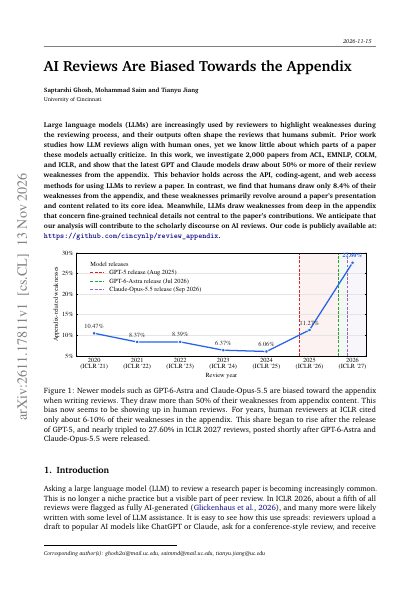 2026-11-15
AI Reviews Are Biased Towards the Appendix
Saptarshi Ghosh, Mohammad Saim and Tianyu Jiang
University of Cincinnati
Large language models (LLMs) are increasingly used by reviewers to highlight weaknesses during
the reviewing process, and their outputs often shape the reviews that humans submit. Prior work
studies how LLM reviews align with human ones, yet we know little about which parts of a paper
these models actually criticize. In this work, we investigate 2,000 papers from ACL, EMNLP, COLM,
and ICLR, and show that the latest GPT and Claude models draw about 50% or more of their review
weaknesses from the appendix. This behavior holds across the API, coding-agent, and web access
methods for using LLMs to review a paper. In contrast, we find that humans draw only 8.4% of their
weaknesses from the appendix, and these weaknesses primarily revolve around a paper's presentation
and content related to its core idea. Meanwhile, LLMs draw weaknesses from deep in the appendix
that concern fine-grained technical details not central to the paper's contributions. We anticipate that
our analysis will contribute to the scholarly discourse on AI reviews. Our code is publicly available at:
https://github.com/cincynlp/review_appendix.
arXiv:2611.17811v1 [cs.CL] 13 Nov 2026
Appendix-related weaknesses
30%
25%
20%
15%
10%
5%
Model releases
GPT-5 release (Aug 2025)
GPT-6-Astra release (Jul 2026)
Claude-Opus-5.5 release (Sep 2026)
10.47%
8.37%
8.39%
6.37%
6.06%
11.27%
2020
(ICLR '21)
2021
(ICLR '22)
2022
(ICLR '23)
2023
(ICLR '24)
2024
(ICLR '25)
2025
(ICLR '26)
2026
(ICLR '27)
Review year
Figure 1: Newer models such as GPT-6-Astra and Claude-Opus-5.5 are biased toward the appendix
when writing reviews. They draw more than 50% of their weaknesses from appendix content. This
bias now seems to be showing up in human reviews. For years, human reviewers at ICLR cited
only about 6-10% of their weaknesses in the appendix. This share began to rise after the release
of GPT-5, and nearly tripled to 27.60% in ICLR 2027 reviews, posted shortly after GPT-6-Astra and
Claude-Opus-5.5 were released.
1. Introduction
Asking a large language model (LLM) to review a research paper is becoming increasingly common.
This is no longer a niche practice but a visible part of peer review. In ICLR 2026, about a fifth of all
reviews were flagged as fully AI-generated (Glickenhaus et al., 2026), and many more were likely
written with some level of LLM assistance. It is easy to see how this use spreads: reviewers upload a
draft to popular AI models like ChatGPT or Claude, ask for a conference-style review, and receive
Corresponding author(s): ghosh2si@mail.uc.edu, saimmd@mail.uc.edu, tianyu.jiang@uc.edu